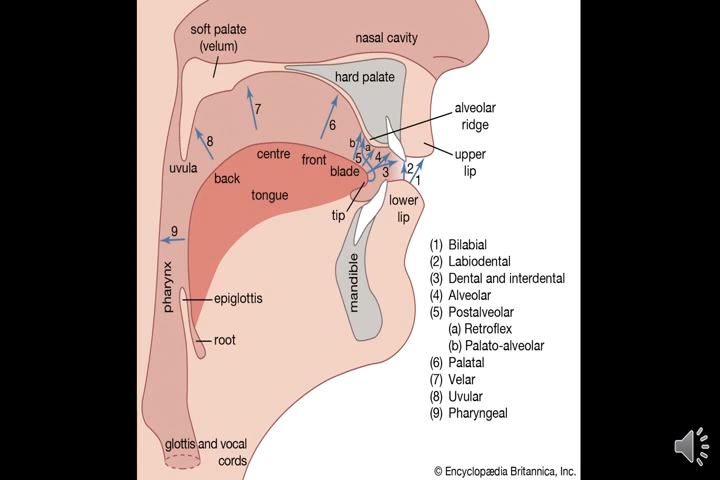 soft palate
(velum)
nasal cavity
hard palate
alveolar
ridge
7
6
8
b
a
5
4
3
2
1
uvula
centre
front
back
blade
upper
lip
tongue
tip
lower
lip
9
pharynx
mandible
epiglottis
root
glottis and vocal
cords
(1) Bilabial
(2) Labiodental
(3) Dental and interdental
(4) Alveolar
(5) Postalveolar
(a) Retroflex
(b) Palato-alveolar
(6) Palatal
(7) Velar
(8) Uvular
(9) Pharyngeal
© Encyclopædia Britannica, Inc.